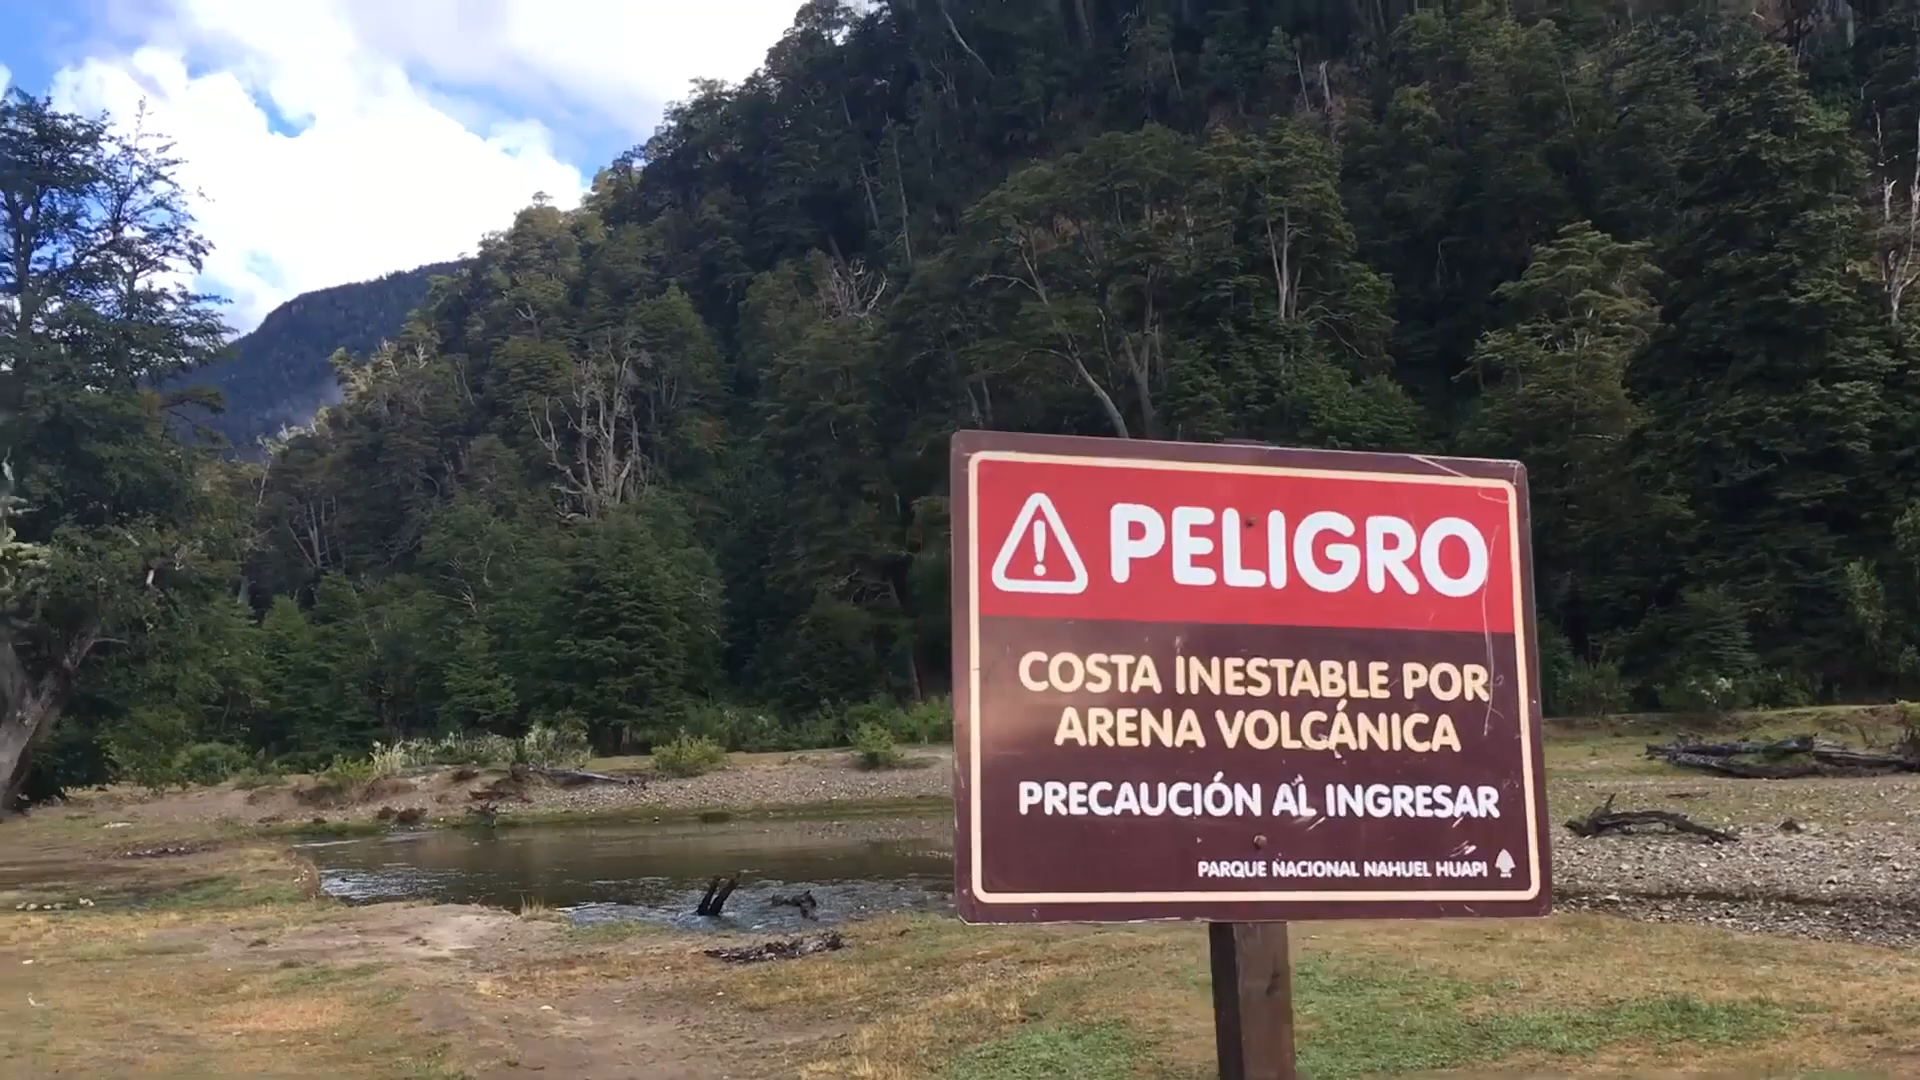 PELIGRO
COSTA INESTABLE POR
ARENA VOLCÁNICA
PRECAUCIÓN AL INGRESAR
PARQUE NACIONAL NAHUEL HUAPI